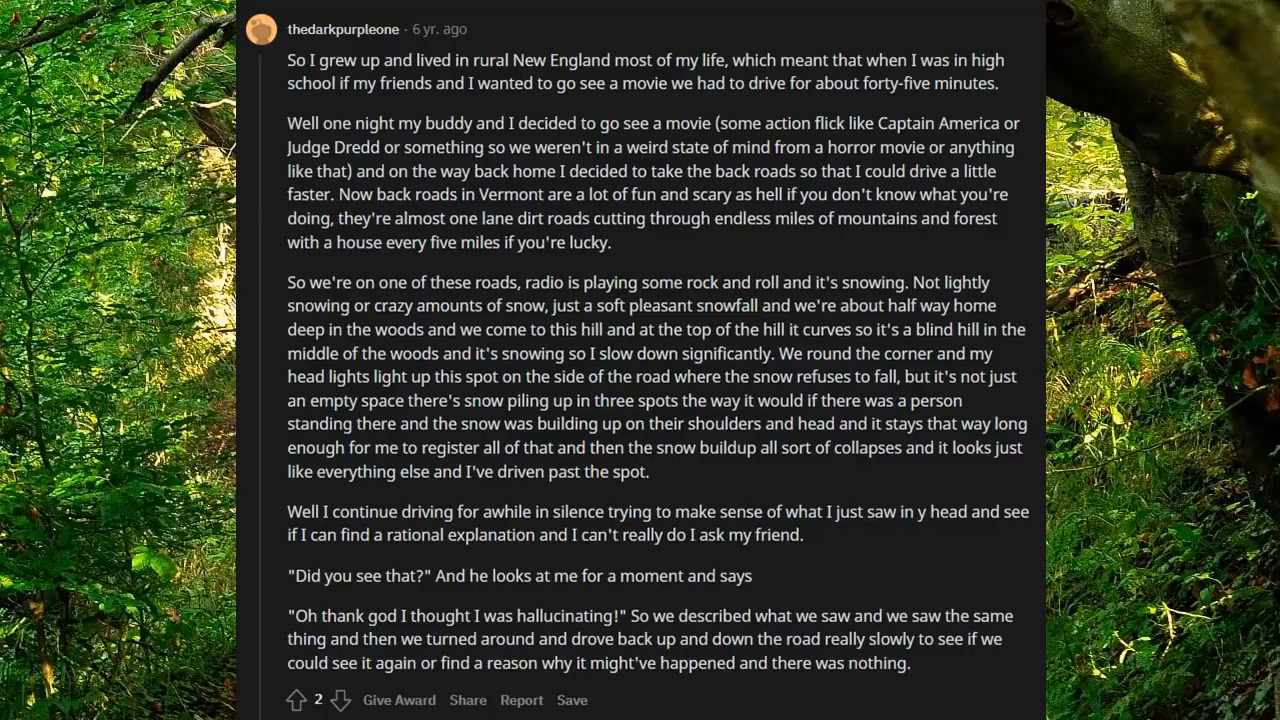 thedarkpurpleone · 6 yr. ago
So I grew up and lived in rural New England most of my life, which meant that when I was in high
school if my friends and I wanted to go see a movie we had to drive for about forty-five minutes.
Well one night my buddy and I decided to go see a movie (some action flick like Captain America or
Judge Dredd or something so we weren't in a weird state of mind from a horror movie or anything
like that) and on the way back home I decided to take the back roads so that I could drive a little
faster. Now back roads in Vermont are a lot of fun and scary as hell if you don't know what you're
doing, they're almost one lane dirt roads cutting through endless miles of mountains and forest
with a house every five miles if you're lucky.
So we're on one of these roads, radio is playing some rock and roll and it's snowing. Not lightly
snowing or crazy amounts of snow, just a soft pleasant snowfall and we're about half way home
deep in the woods and we come to this hill and at the top of the hill it curves so it's a blind hill in the
middle of the woods and it's snowing so I slow down significantly. We round the corner and my
head lights light up this spot on the side of the road where the snow refuses to fall, but it's not just
an empty space there's snow piling up in three spots the way it would if there was a person
standing there and the snow was building up on their shoulders and head and it stays that way long
enough for me to register all of that and then the snow buildup all sort of collapses and it looks just
like everything else and I've driven past the spot.
Well I continue driving for awhile in silence trying to make sense of what I just saw in y head and see
if I can find a rational explanation and I can't really do I ask my friend.
"Did you see that?" And he looks at me for a moment and says
"Oh thank god I thought I was hallucinating!" So we described what we saw and we saw the same
thing and then we turned around and drove back up and down the road really slowly to see if we
could see it again or find a reason why it might've happened and there was nothing.
2 Give Award Share Report Save